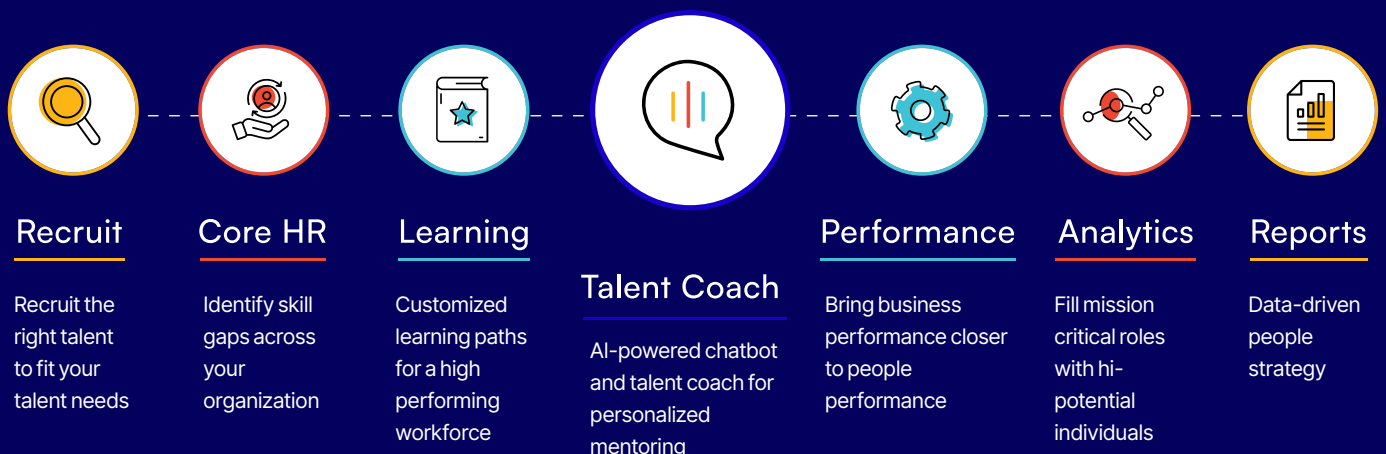 Recruit
Recruit the
right talent
to fit your
talent needs
Core HR
Identify skill
gaps across
your
organization
Learning
Customized
learning paths
for a high
performing
workforce
Talent Coach
AI-powered chatbot
and talent coach for
personalized
mentoring
Performance
Bring business
performance closer
to people
performance
Analytics
Fill mission
critical roles
with hi-
potential
individuals
Reports
Data-driven
people
strategy